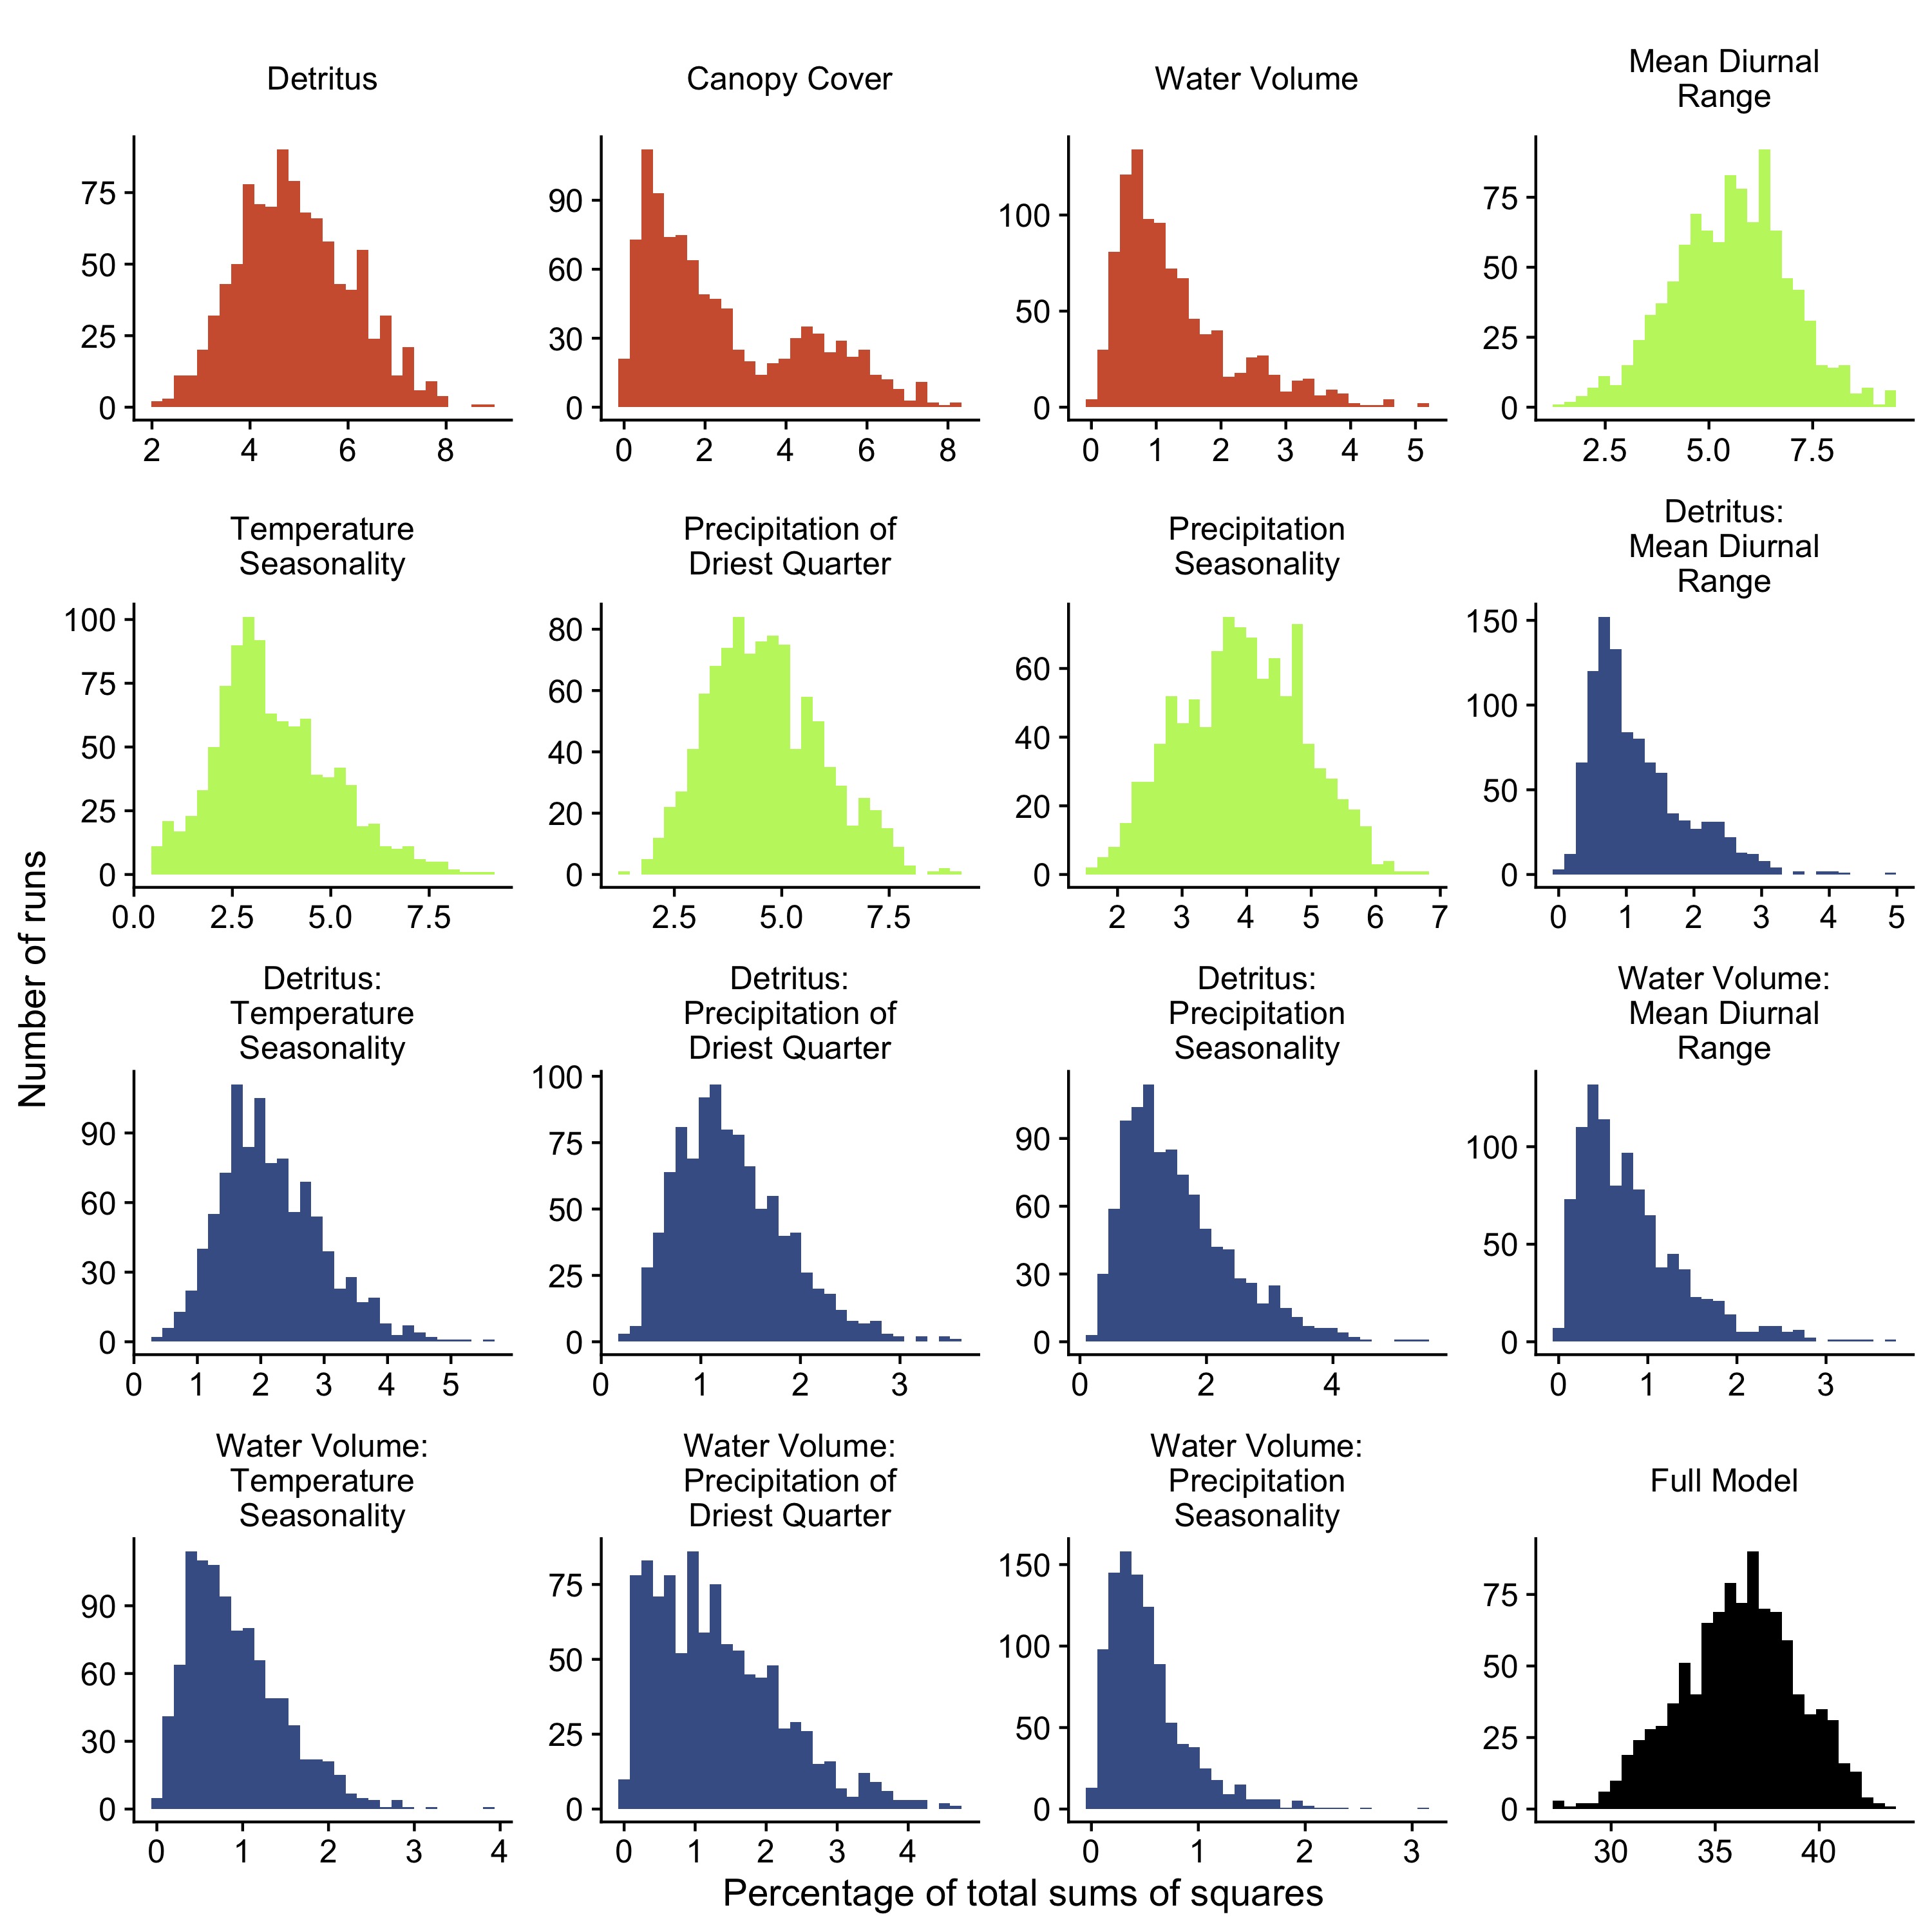 Detritus
75
50
25
0
2 4 6 8
Canopy Cover
90
60
30
0
0 2 4 6 8
Water Volume
100
50
0
0 1 2 3 4 5
Mean Diurnal
Range
75
50
25
0
2.5 5.0 7.5
Temperature
Seasonality
100
75
50
25
0
0.0 2.5 5.0 7.5
Precipitation of
Driest Quarter
80
60
40
20
0
2.5 5.0 7.5
Precipitation
Seasonality
60
40
20
0
2 3 4 5 6 7
Detritus:
Mean Diurnal
Range
150
100
50
0
0 1 2 3 4 5
Number of runs
Detritus:
Temperature
Seasonality
90
60
30
0
0 1 2 3 4 5
Detritus:
Precipitation of
Driest Quarter
100
75
50
25
0
0 1 2 3
Detritus:
Precipitation
Seasonality
90
60
30
0
0 2 4
Water Volume:
Mean Diurnal
Range
100
50
0
0 1 2 3
Water Volume:
Temperature
Seasonality
90
60
30
0
0 1 2 3 4
Water Volume:
Precipitation of
Driest Quarter
75
50
25
0
0 1 2 3 4
Water Volume:
Precipitation
Seasonality
150
100
50
0
0 1 2 3
Full Model
75
50
25
0
30 35 40
Percentage of total sums of squares